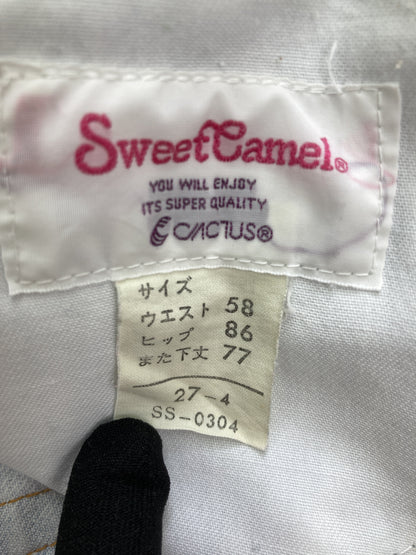 SweetCamel®
YOU WILL ENJOY
ITS SUPER QUALITY
CACTUS®
サイズ
ウエスト 58
ヒップ 86
また下丈 77
27-4
SS-0304